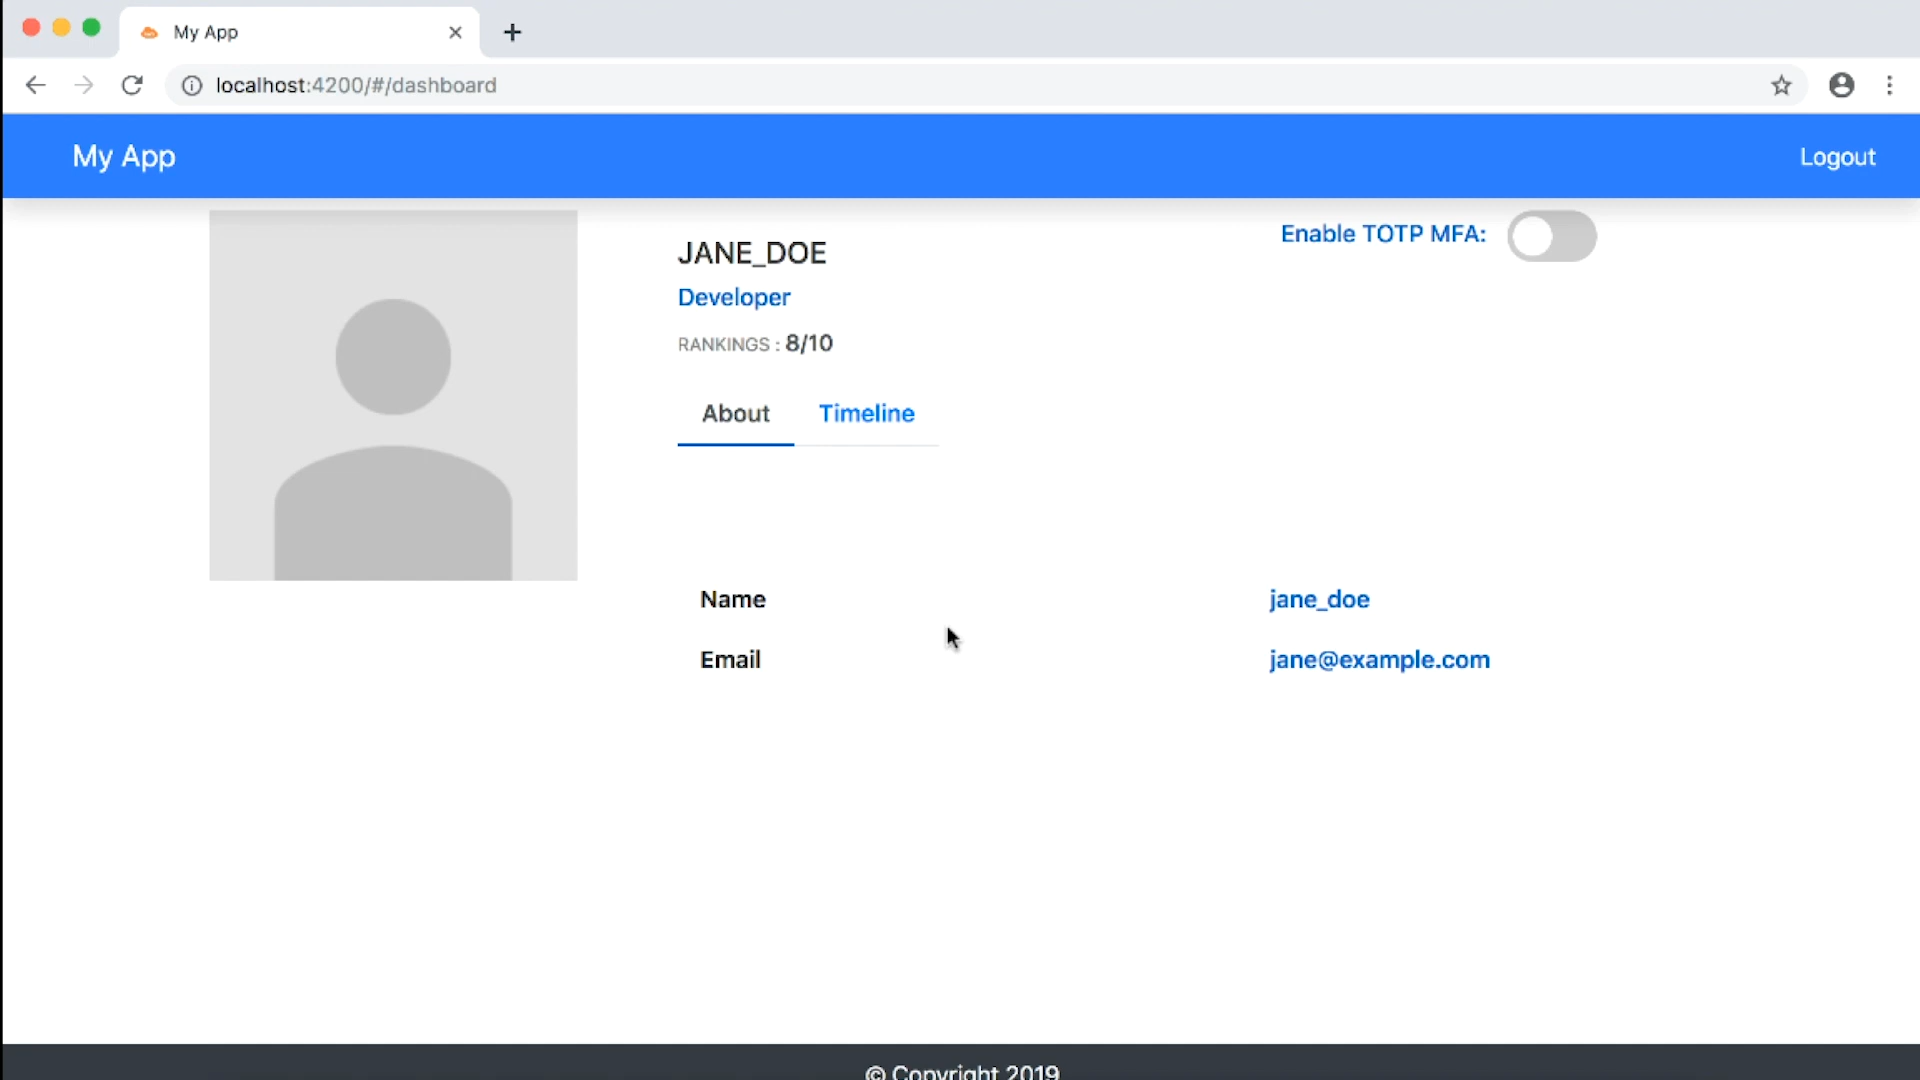 My App
localhost:4200/#/dashboard
My App
Logout
JANE_DOE
Enable TOTP MFA:
Developer
RANKINGS : 8/10
About
Timeline
Name
jane_doe
Email
jane@example.com
© Copyright 2019